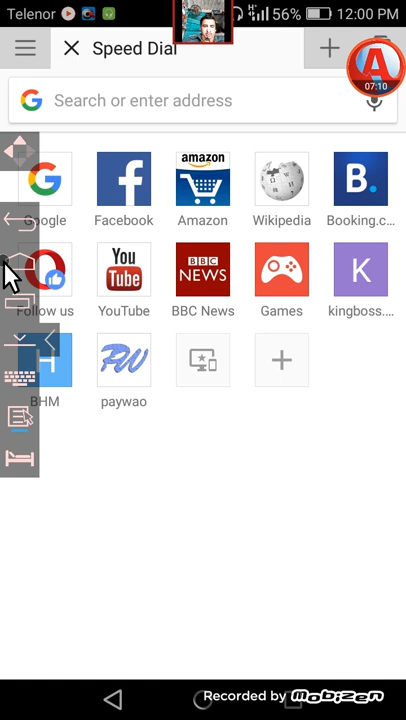 Telenor 56% 12:00 PM
Speed Dial
A
07:10
Search or enter address
amazon
B.
Google Facebook Amazon Wikipedia Booking.c...
You
Tube
BBC
NEWS
K
Follow us YouTube BBC News Games kingboss....
H
PW
BHM paywao
Recorded by Mobizen